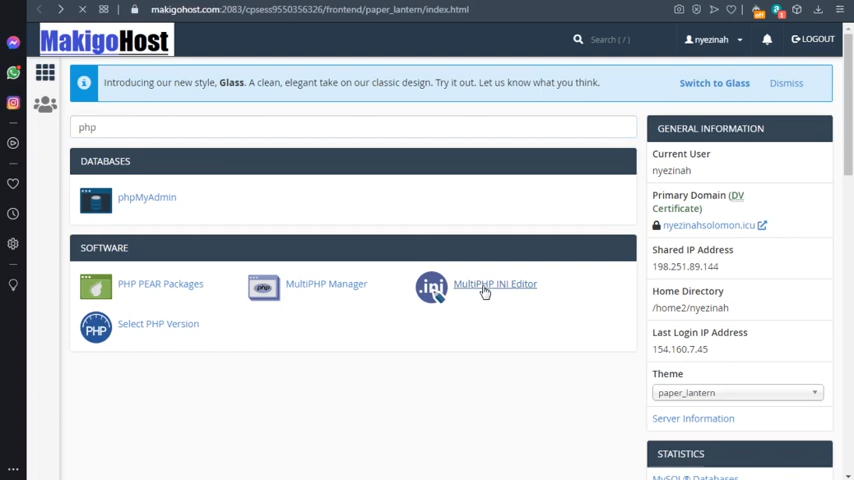 makigohost.com:2083/cpsess9550356326/frontend/paper_lantern/index.html
MakigoHost
Search ( / )
nyezinah
LOGOUT
Introducing our new style, Glass. A clean, elegant take on our classic design. Try it out. Let us know what you think.
Switch to Glass
Dismiss
php
DATABASES
phpMyAdmin
SOFTWARE
PHP PEAR Packages
MultiPHP Manager
.ini
MultiPHP INI Editor
PHP
Select PHP Version
GENERAL INFORMATION
Current User
nyezinah
Primary Domain (DV
Certificate)
nyezinahsolomon.icu
Shared IP Address
198.251.89.144
Home Directory
/home2/nyezinah
Last Login IP Address
154.160.7.45
Theme
paper_lantern
Server Information
STATISTICS
MySQL® Databases